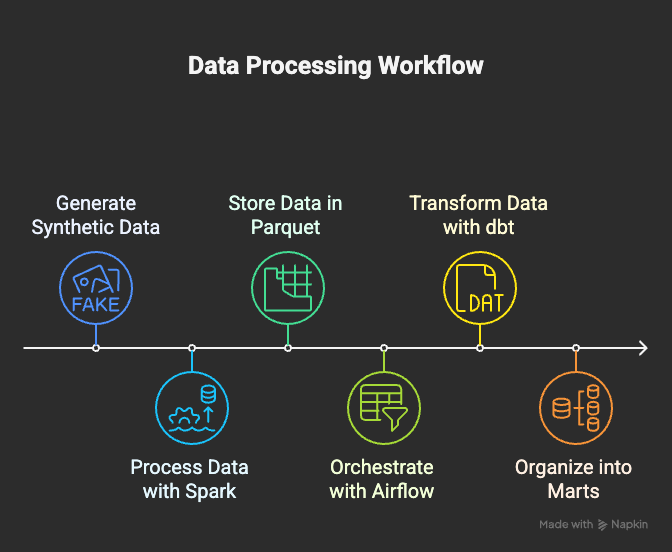 Data Processing Workflow
Generate
Synthetic Data
Store Data in
Parquet
Transform Data
with dbt
FAKE
DAT
Process Data
with Spark
Orchestrate
with Airflow
Organize into
Marts
Made with Napkin